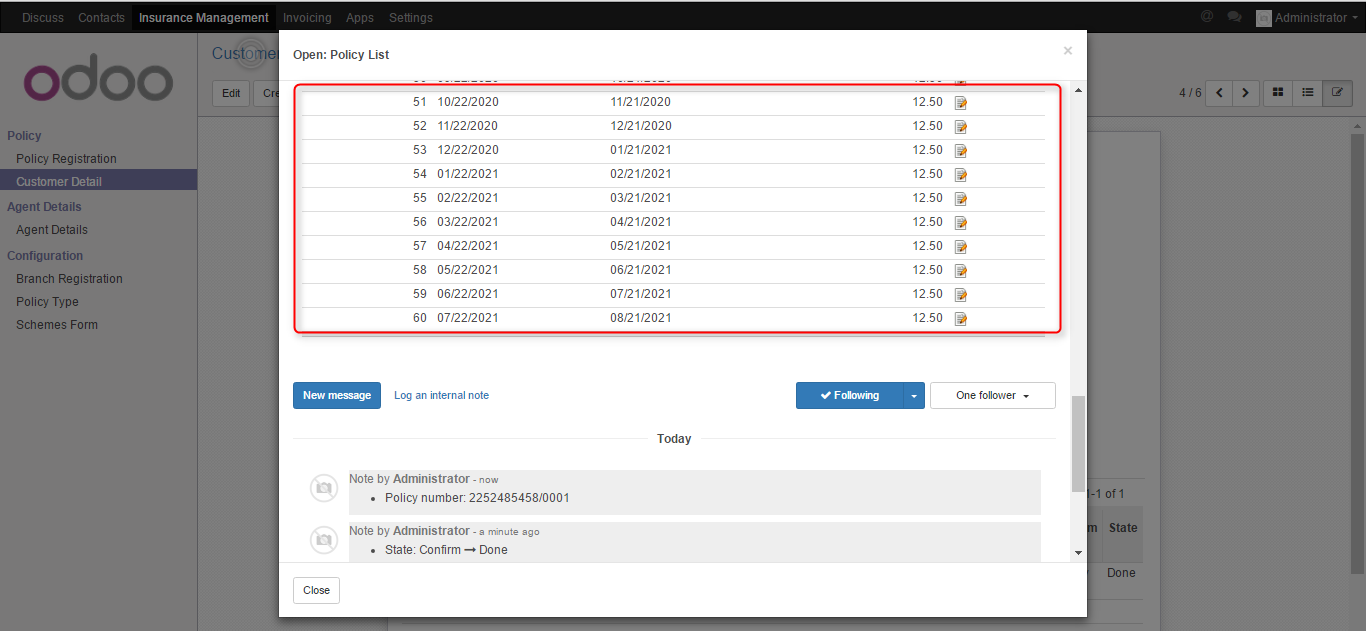 Discuss Contacts Insurance Management Invoicing Apps Settings @ Administrator
odoo
Policy
Policy Registration
Customer Detail
Agent Details
Agent Details
Configuration
Branch Registration
Policy Type
Schemes Form
Customer
Edit Cre
4 / 6
Open: Policy List ×
51 10/22/2020 11/21/2020 12.50
52 11/22/2020 12/21/2020 12.50
53 12/22/2020 01/21/2021 12.50
54 01/22/2021 02/21/2021 12.50
55 02/22/2021 03/21/2021 12.50
56 03/22/2021 04/21/2021 12.50
57 04/22/2021 05/21/2021 12.50
58 05/22/2021 06/21/2021 12.50
59 06/22/2021 07/21/2021 12.50
60 07/22/2021 08/21/2021 12.50
New message Log an internal note Following One follower
Today
Note by Administrator - now
• Policy number: 2252485458/0001
Note by Administrator - a minute ago
• State: Confirm → Done
Close
1-1 of 1
m State
Done